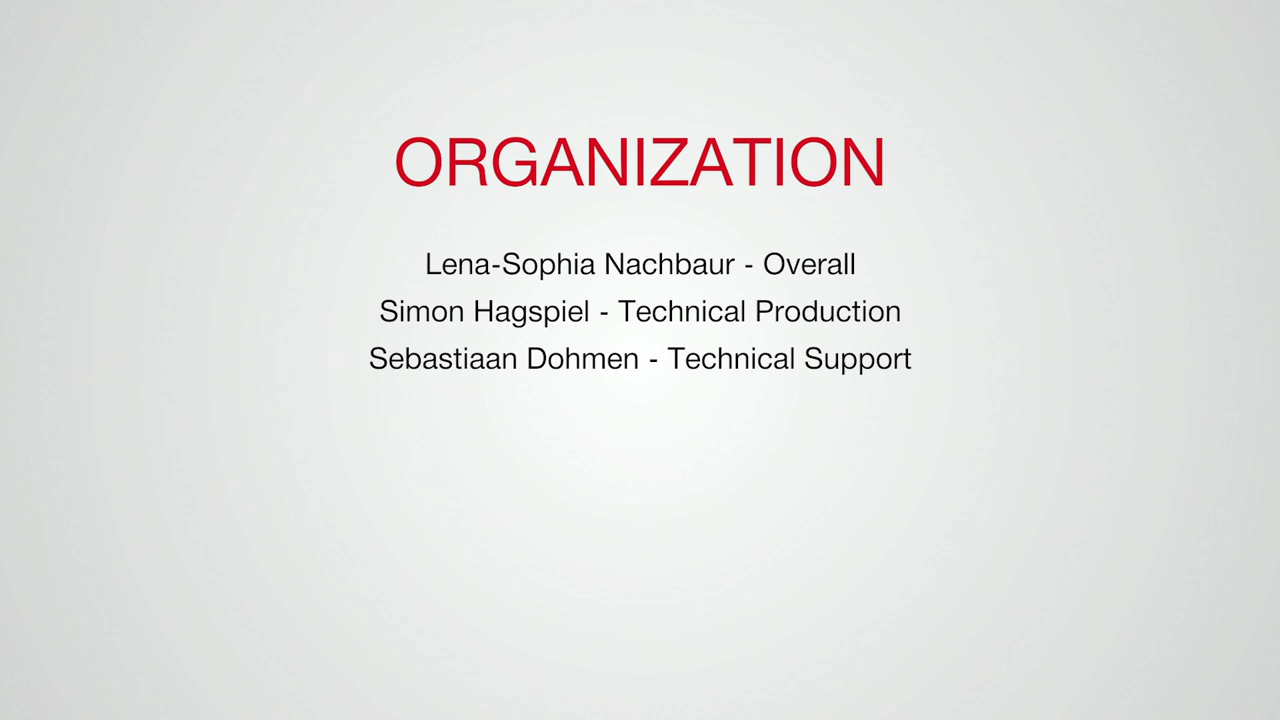 ORGANIZATION
Lena-Sophia Nachbaur - Overall
Simon Hagspiel - Technical Production
Sebastiaan Dohmen - Technical Support